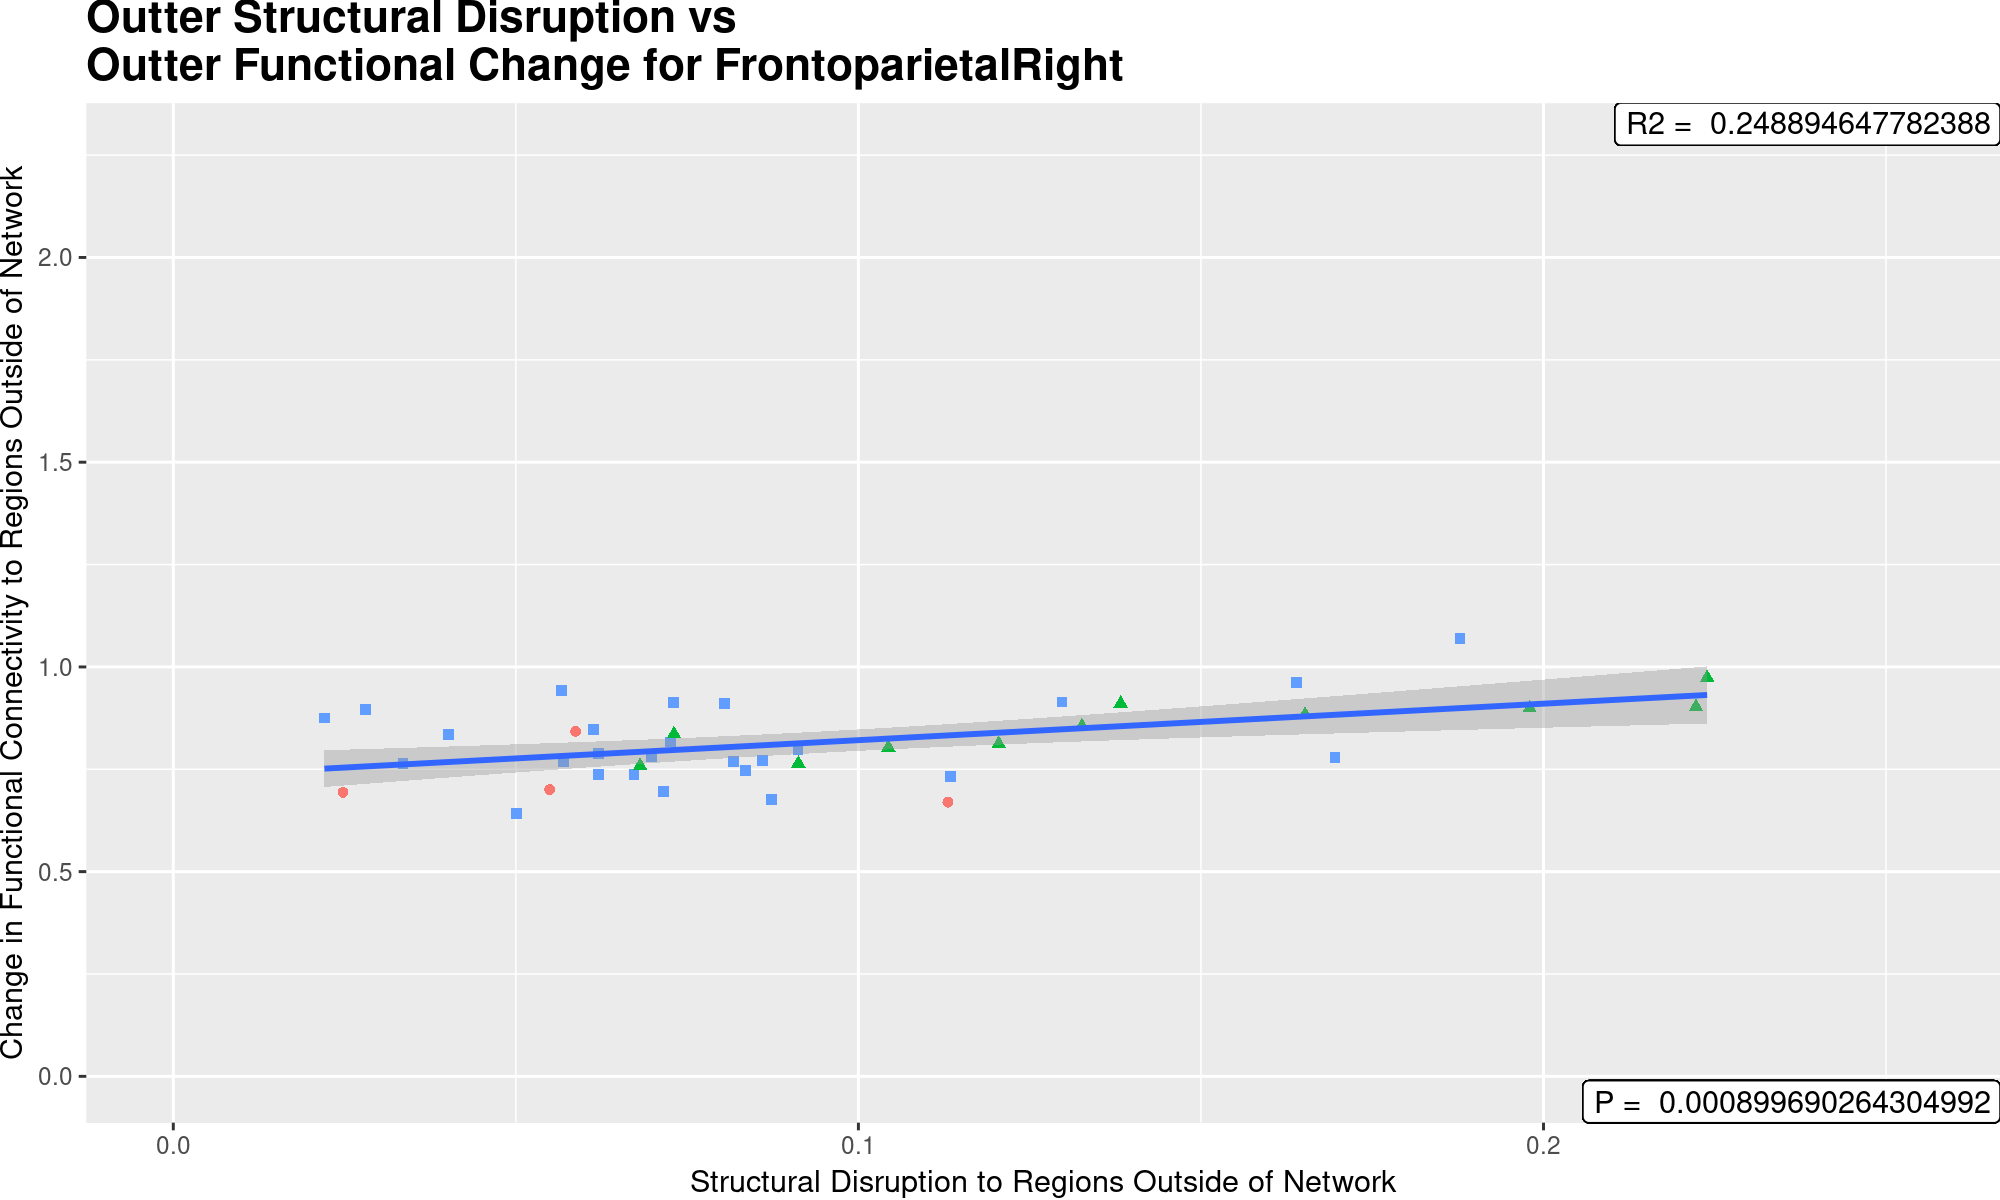 Outter Structural Disruption vs
Outter Functional Change for FrontoparietalRight
R2 =  0.248894647782388
Change in Functional Connectivity to Regions Outside of Network
2.0
1.5
1.0
0.5
0.0
P =  0.000899690264304992
0.0
0.1
0.2
Structural Disruption to Regions Outside of Network